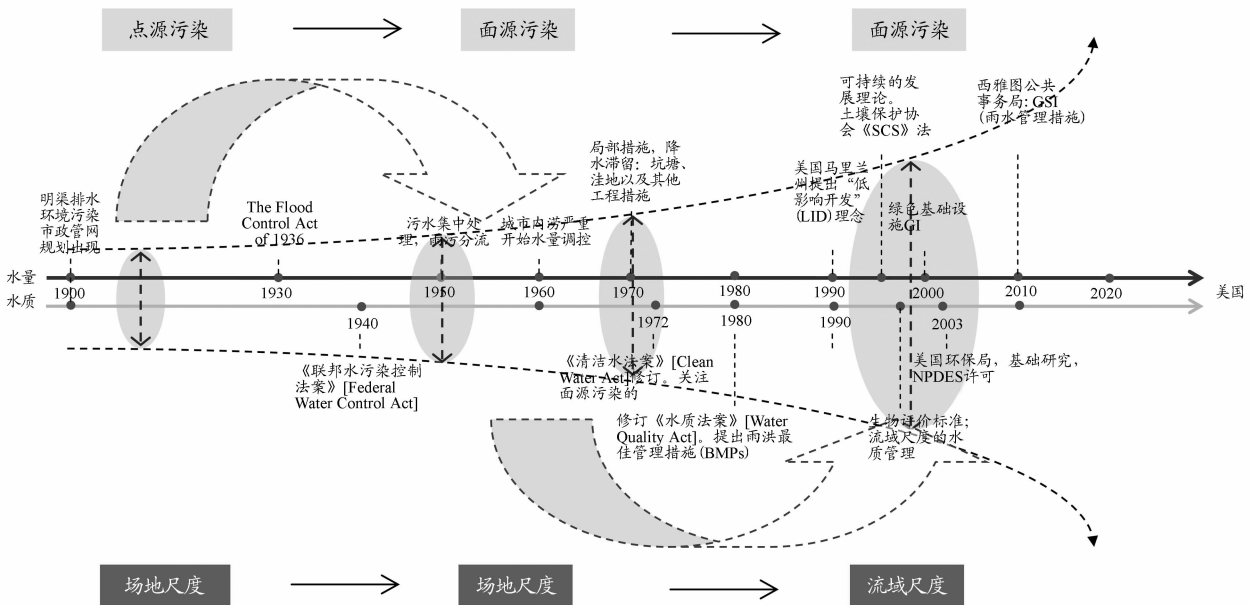 点源污染
面源污染
面源污染
可持续的发
展理论。
土壤保护协
会《SCS》法
西雅图公共
事务局: GSI
(雨水管理措施)
局部措施，降
水滞留：坑塘、
洼地以及其他
工程措施
美国马里兰
州提出“低
影响开发”
(LID)理念
明渠排水
环境污染
市政管网
规划出现
The Flood
Control Act
of 1936
污水集中处
理，雨污分流
城市内涝严重
开始水量调控
绿色基础设
施GI
水量
1900
1930
1950
1960
1970
1980
1990
2000
2010
2020
水质
美国
1940
1972
1980
1990
2003
《联邦水污染控制
法案》[Federal
Water Control Act]
《清洁水法案》[Clean
Water Act]修订。关注
面源污染的
美国环保局，基础研究，
NPDES许可
修订《水质法案》[Water
Quality Act]。提出雨洪最
佳管理措施(BMPs)
生物评价标准；
流域尺度的水
质管理
场地尺度
场地尺度
流域尺度